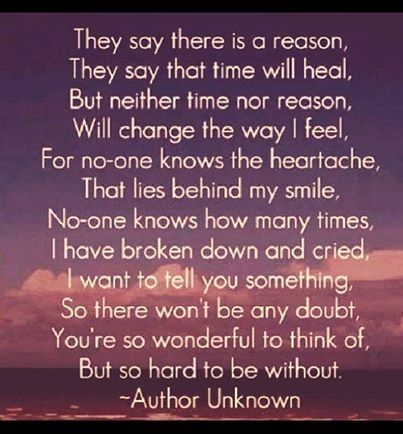 They say there is a reason,
They say that time will heal,
But neither time nor reason,
Will change the way I feel,
For no-one knows the heartache,
That lies behind my smile,
No-one knows how many times,
I have broken down and cried,
I want to tell you something,
So there won't be any doubt,
You're so wonderful to think of,
But so hard to be without.
~Author Unknown